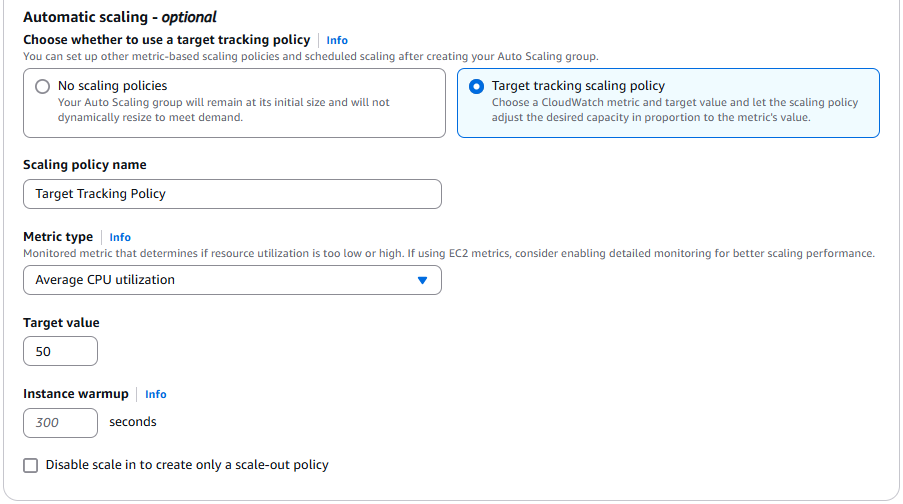 Automatic scaling - optional
Choose whether to use a target tracking policy Info
You can set up other metric-based scaling policies and scheduled scaling after creating your Auto Scaling group.
No scaling policies
Your Auto Scaling group will remain at its initial size and will not
dynamically resize to meet demand.
Target tracking scaling policy
Choose a CloudWatch metric and target value and let the scaling policy
adjust the desired capacity in proportion to the metric's value.
Scaling policy name
Target Tracking Policy
Metric type Info
Monitored metric that determines if resource utilization is too low or high. If using EC2 metrics, consider enabling detailed monitoring for better scaling performance.
Average CPU utilization
Target value
50
Instance warmup Info
300 seconds
Disable scale in to create only a scale-out policy